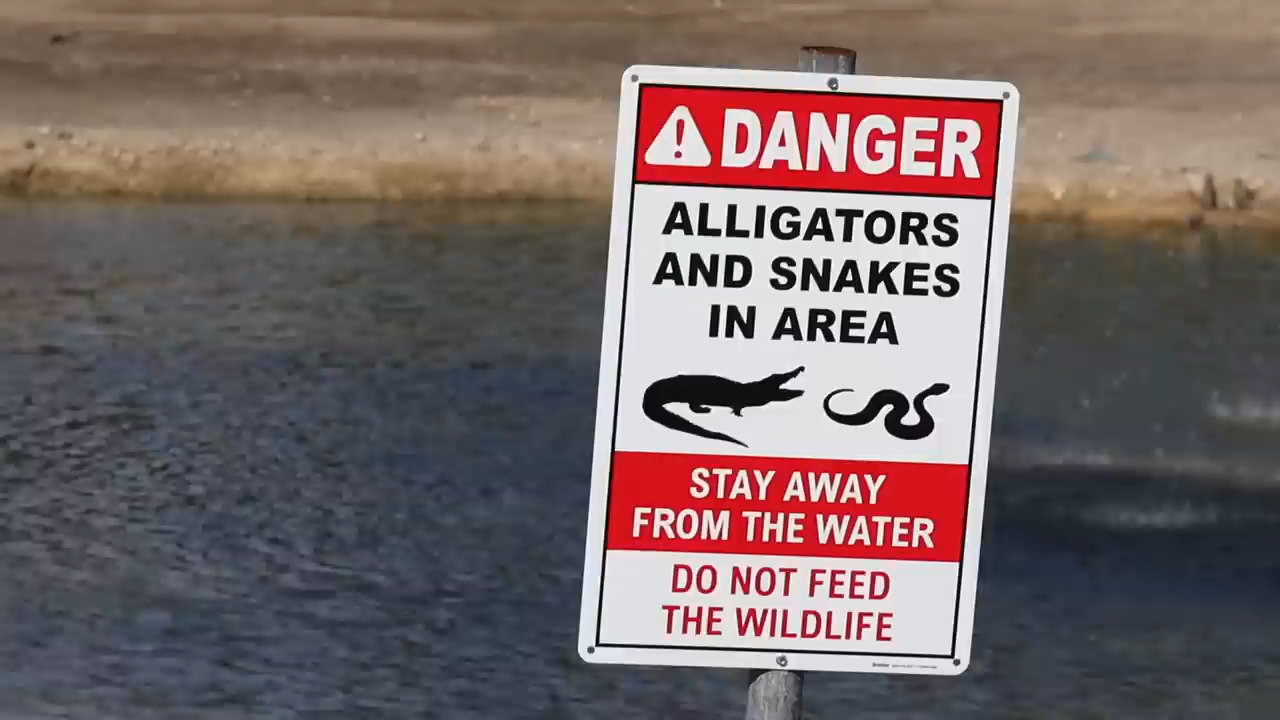 DANGER
ALLIGATORS
AND SNAKES
IN AREA
STAY AWAY
FROM THE WATER
DO NOT FEED
THE WILDLIFE